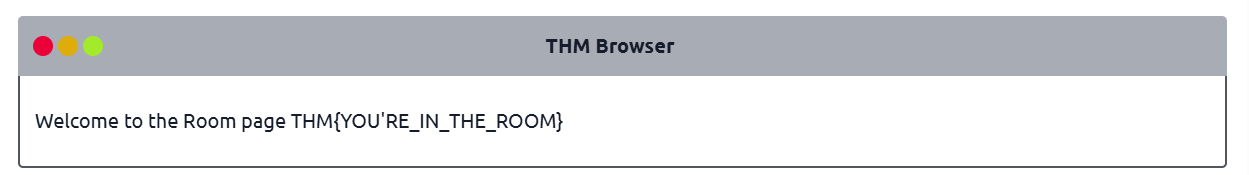 THM Browser
Welcome to the Room page THM{YOU'RE_IN_THE_ROOM}